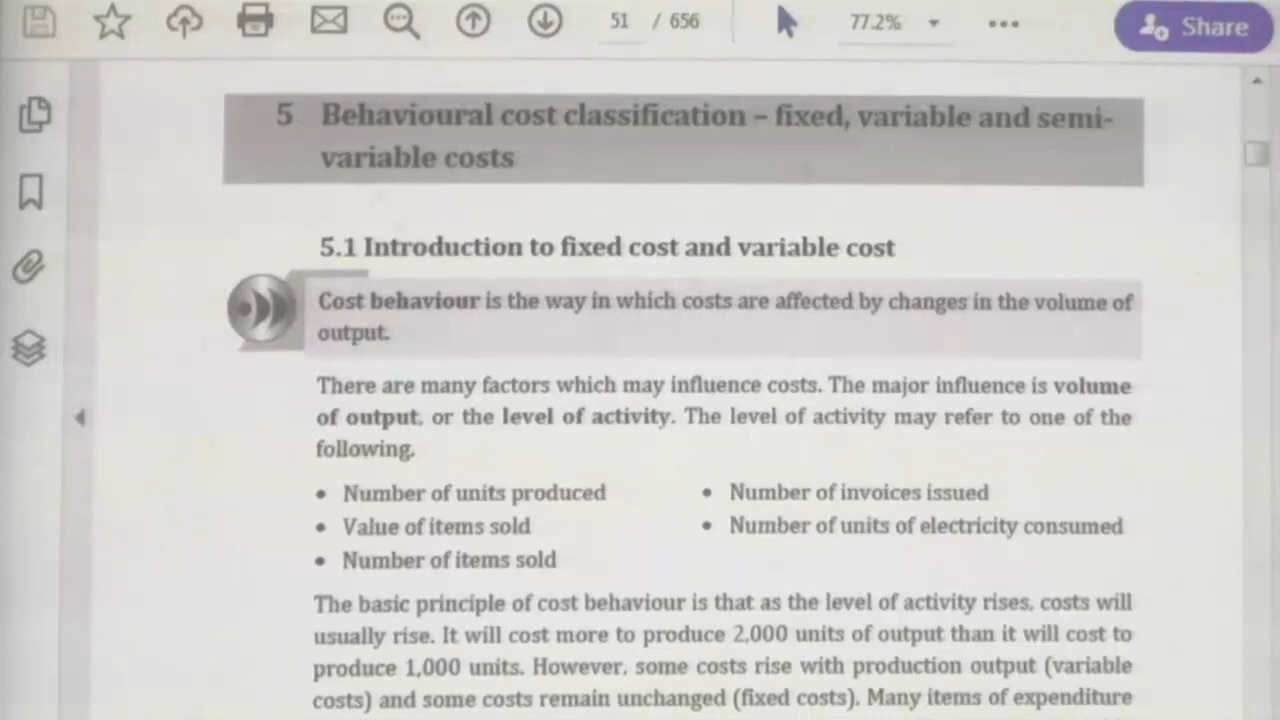 51 / 656
77.2%
Share
5 Behavioural cost classification – fixed, variable and semi-
variable costs
5.1 Introduction to fixed cost and variable cost
Cost behaviour is the way in which costs are affected by changes in the volume of
output.
There are many factors which may influence costs. The major influence is volume
of output, or the level of activity. The level of activity may refer to one of the
following.
• Number of units produced
• Value of items sold
• Number of items sold
• Number of invoices issued
• Number of units of electricity consumed
The basic principle of cost behaviour is that as the level of activity rises, costs will
usually rise. It will cost more to produce 2,000 units of output than it will cost to
produce 1,000 units. However, some costs rise with production output (variable
costs) and some costs remain unchanged (fixed costs). Many items of expenditure